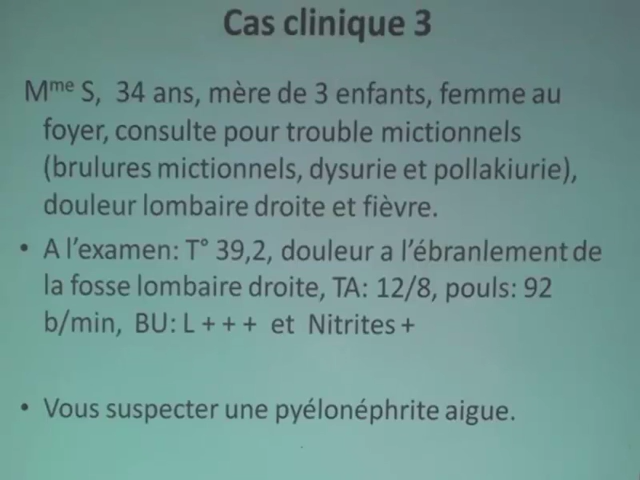 Cas clinique 3
Mme S, 34 ans, mère de 3 enfants, femme au
foyer, consulte pour trouble mictionnels
(brulures mictionnels, dysurie et pollakiurie),
douleur lombaire droite et fièvre.
• A l'examen: T° 39,2, douleur a l'ébranlement de
la fosse lombaire droite, TA: 12/8, pouls: 92
b/min, BU: L + + + et Nitrites +
• Vous suspecter une pyélonéphrite aigue.